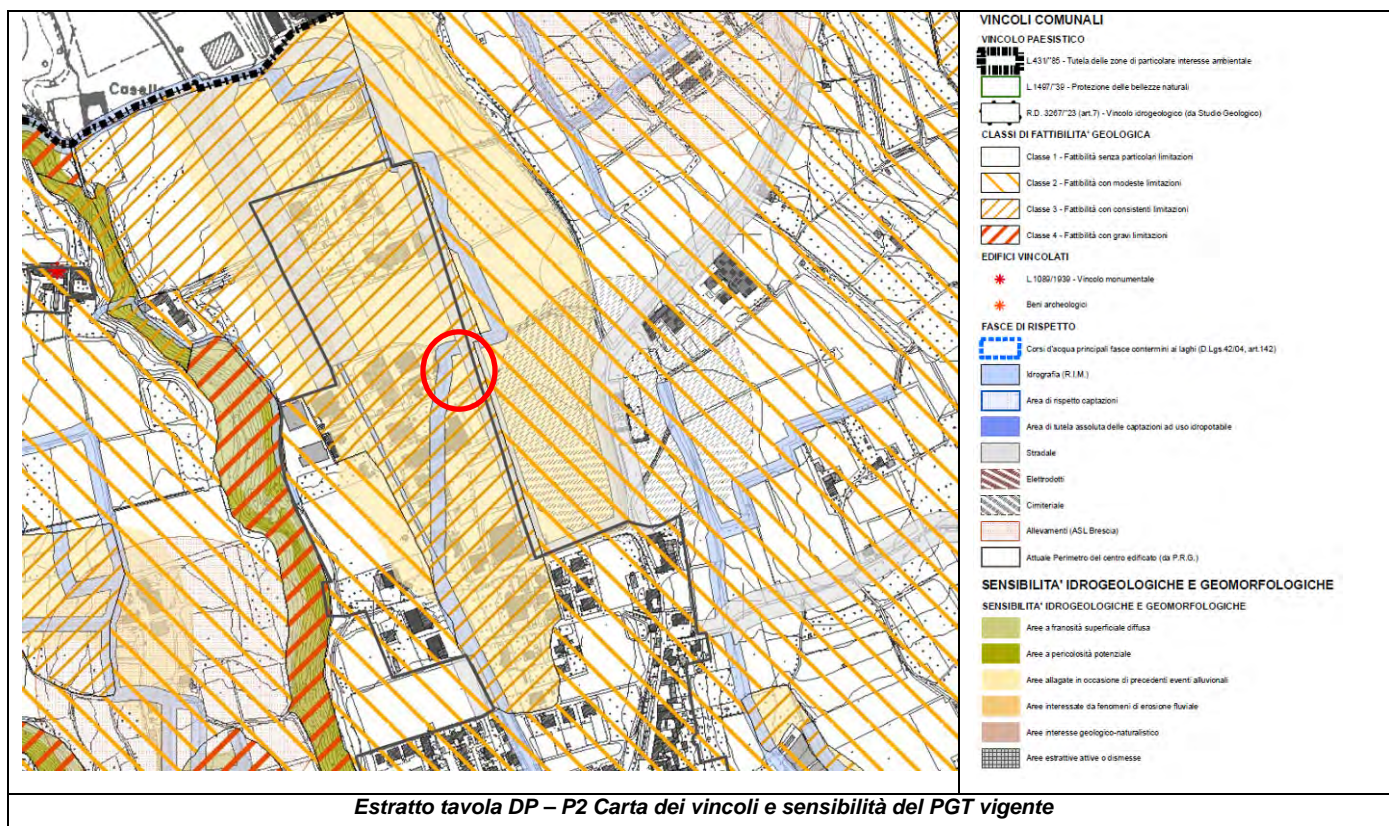 Casella
VINCOLI COMUNALI
VINCOLO PAESISTICO
L.431/"85 - Tutela delle zone di particolare interesse ambientale
L.1497/"39 - Protezione delle bellezze naturali
R.D. 3267/"23 (art.7) - Vincolo idrogeologico (da Studio Geologico)
CLASSI DI FATTIBILITA' GEOLOGICA
Classe 1 - Fattibilità senza particolari limitazioni
Classe 2 - Fattibilità con modeste limitazioni
Classe 3 - Fattibilità con consistenti limitazioni
Classe 4 - Fattibilità con gravi limitazioni
EDIFICI VINCOLATI
L.1089/1939 - Vincolo monumentale
Beni archeologici
FASCE DI RISPETTO
Corsi d'acqua principali fasce contermini ai laghi (D.Lgs.42/04, art.142)
Idrografia (R.I.M.)
Area di rispetto captazioni
Area di tutela assoluta delle captazioni ad uso idropotabile
Stradale
Elettrodotti
Cimiteriale
Allevamenti (ASL Brescia)
Attuale Perimetro del centro edificato (da P.R.G.)
SENSIBILITA' IDROGEOLOGICHE E GEOMORFOLOGICHE
SENSIBILITA' IDROGEOLOGICHE E GEOMORFOLOGICHE
Aree a franosità superficiale diffusa
Aree a pericolosità potenziale
Aree allagate in occasione di precedenti eventi alluvionali
Aree interessate da fenomeni di erosione fluviale
Aree interesse geologico-naturalistico
Aree estrattive attive o dismesse
Estratto tavola DP – P2 Carta dei vincoli e sensibilità del PGT vigente